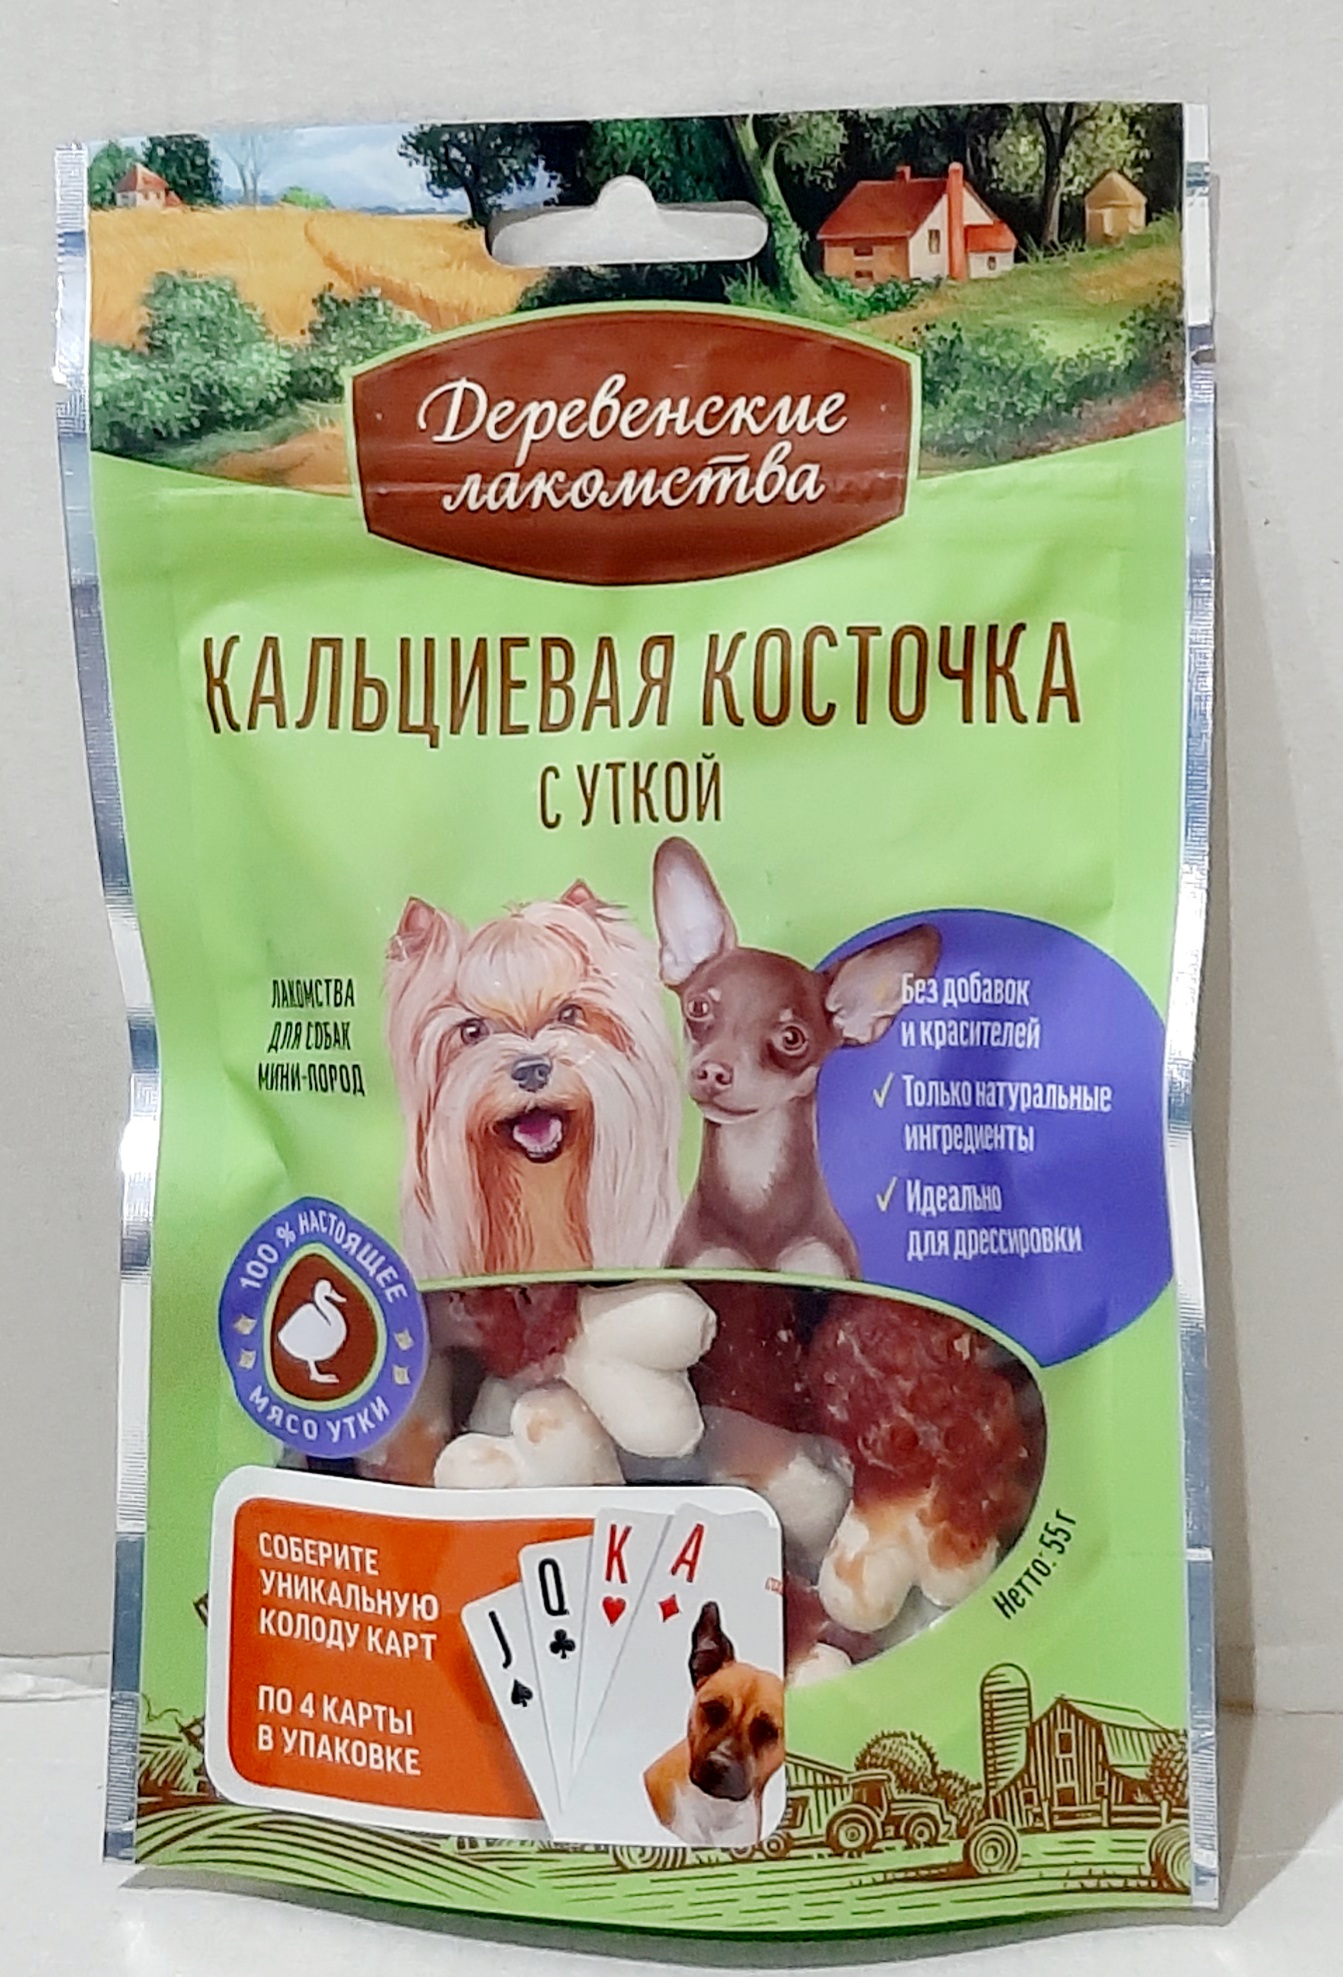 Деревенские
лакомства
КАЛЬЦИЕВАЯ КОСТОЧКА
С УТКОЙ
ЛАКОМСТВА
ДЛЯ СОБАК
МИНИ-ПОРОД
Без добавок
и красителей
✓ Только натуральные
ингредиенты
✓ Идеально
для дрессировки
100 % НАСТОЯЩЕЕ
МЯСО УТКИ
СОБЕРИТЕ
УНИКАЛЬНУЮ
КОЛОДУ КАРТ
ПО 4 КАРТЫ
В УПАКОВКЕ
J
Q
K
A
Нетто: 55 г